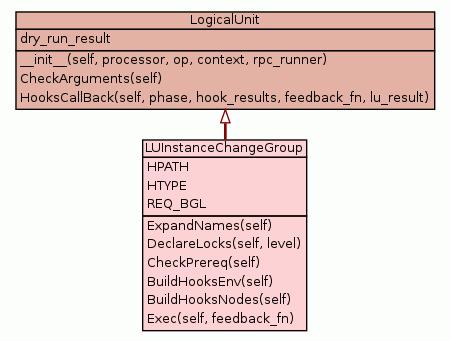 LogicalUnit
dry_run_result
__init__(self, processor, op, context, rpc_runner)
CheckArguments(self)
HooksCallBack(self, phase, hook_results, feedback_fn, lu_result)
LUInstanceChangeGroup
HPATH
HTYPE
REQ_BGL
ExpandNames(self)
DeclareLocks(self, level)
CheckPrereq(self)
BuildHooksEnv(self)
BuildHooksNodes(self)
Exec(self, feedback_fn)